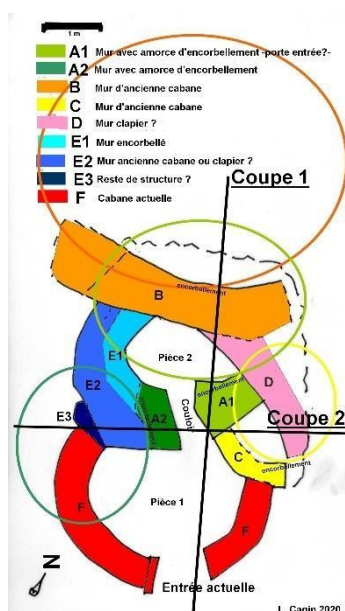 1 m
A1 Mur avec amorce d'encorbellement -porte entrée?-
A2 Mur avec amorce d'encorbellement
B Mur d'ancienne cabane
C Mur d'ancienne cabane
D Mur clapier ?
E1 Mur encorbellé
E2 Mur ancienne cabane ou clapier ?
E3 Reste de structure ?
F Cabane actuelle
Coupe 1
B
encorbellement
E1
Pièce 2
E2
encorbellement
D
A1
A2
Couloir
E3
Coupe 2
C
encorbellement
F
Pièce 1
F
N
Entrée actuelle
L. Cagin 2020